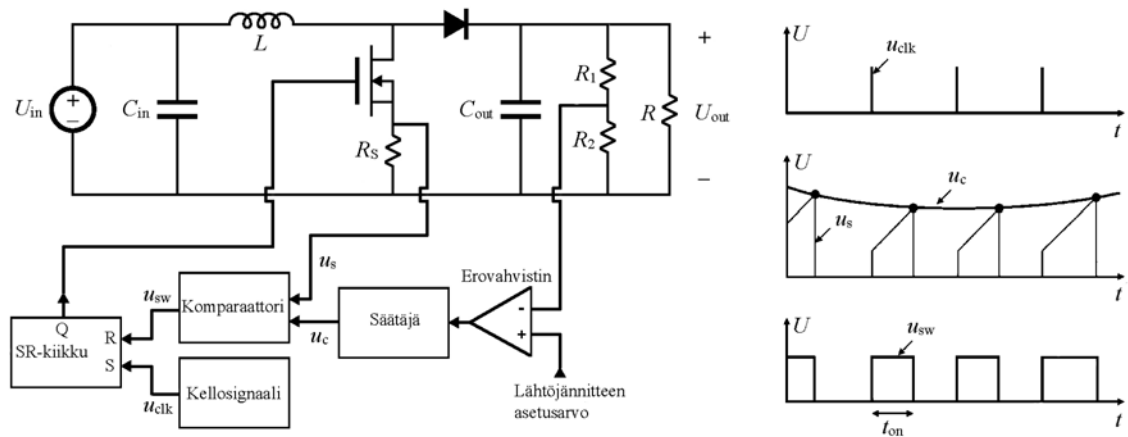 L
U
u_clk
t
U_in
+
−
C_in
R_S
C_out
R_1
R_2
R
+
U_out
−
U
u_c
u_s
t
u_s
Erovahvistin
-
+
Q
SR-kiikku
R
S
u_sw
Komparaattori
u_c
Säätäjä
u_clk
Kellosignaali
Lähtöjännitteen
asetusarvo
U
u_sw
t_on
t